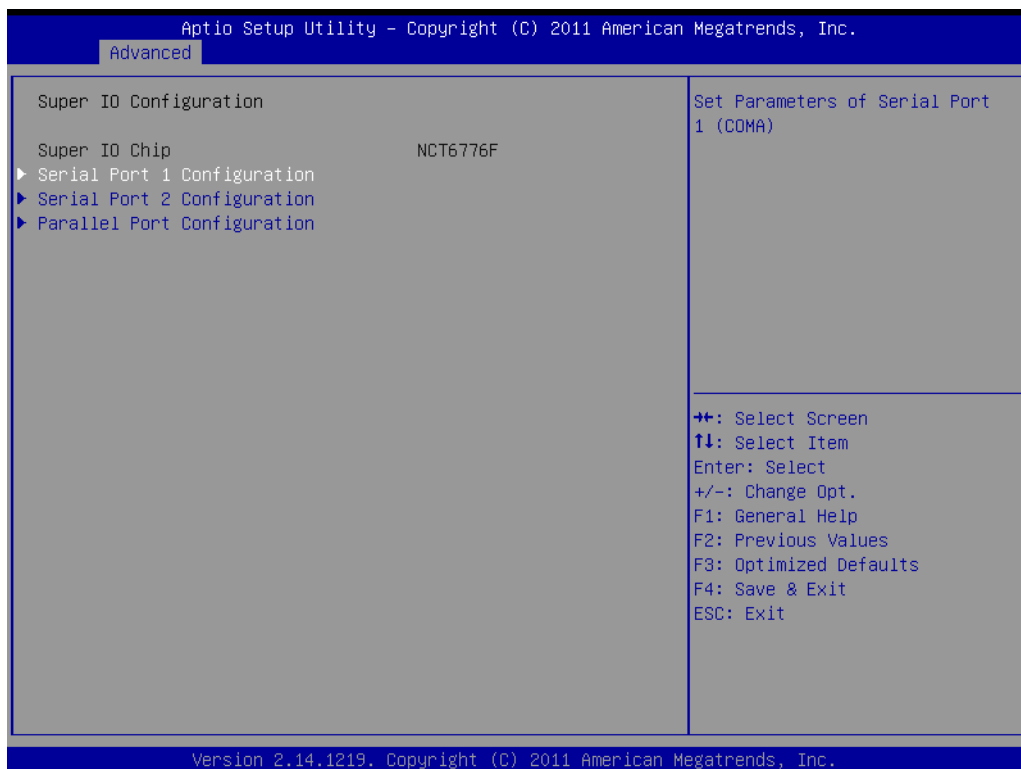 Aptio Setup Utility – Copyright (C) 2011 American Megatrends, Inc.
Advanced
Super IO Configuration
Super IO Chip NCT6776F
▶ Serial Port 1 Configuration
▶ Serial Port 2 Configuration
▶ Parallel Port Configuration
Set Parameters of Serial Port
1 (COMA)
→←: Select Screen
↑↓: Select Item
Enter: Select
+/-: Change Opt.
F1: General Help
F2: Previous Values
F3: Optimized Defaults
F4: Save & Exit
ESC: Exit
Version 2.14.1219. Copyright (C) 2011 American Megatrends, Inc.